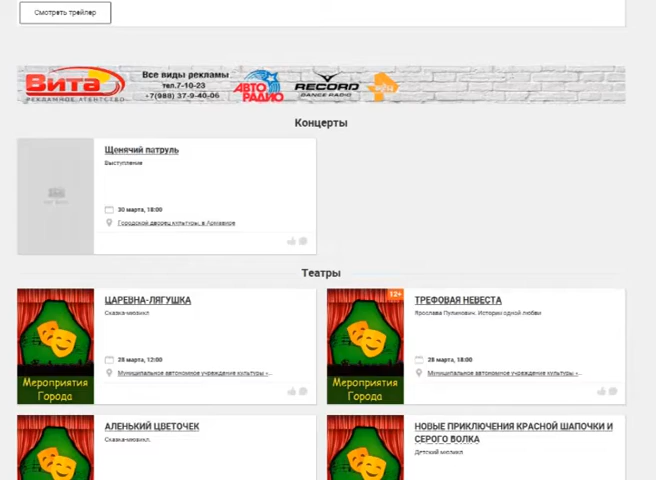 Смотреть трейлер
Вита
РЕКЛАМНОЕ АГЕНТСТВО
Все виды рекламы
тел.7-10-23
+7(988) 37-9-40-06
АВТО
РАДИО
RECORD
DANCE RADIO
Концерты
Щенячий патруль
Выступление
30 марта, 18:00
Городской дворец культуры, в Армавире
Театры
Мероприятия
Города
ЦАРЕВНА-ЛЯГУШКА
Сказка-мюзикл
28 марта, 12:00
Муниципальное автономное учреждение культуры «..
12+
Мероприятия
Города
ТРЕФОВАЯ НЕВЕСТА
Ярослава Пулинович. Истории одной любви
28 марта, 18:00
Муниципальное автономное учреждение культуры «..
АЛЕНЬКИЙ ЦВЕТОЧЕК
Сказка-мюзикл.
НОВЫЕ ПРИКЛЮЧЕНИЯ КРАСНОЙ ШАПОЧКИ И
СЕРОГО ВОЛКА
Детский мюзикл